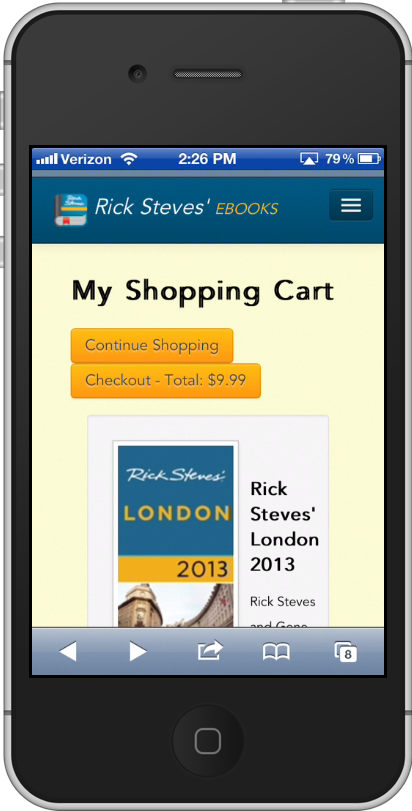 Verizon 2:26 PM 79%
Rick Steves' EBOOKS
My Shopping Cart
Continue Shopping
Checkout - Total: $9.99
Rick Steves'
LONDON
2013
Rick
Steves'
London
2013
Rick Steves
and Gene
8